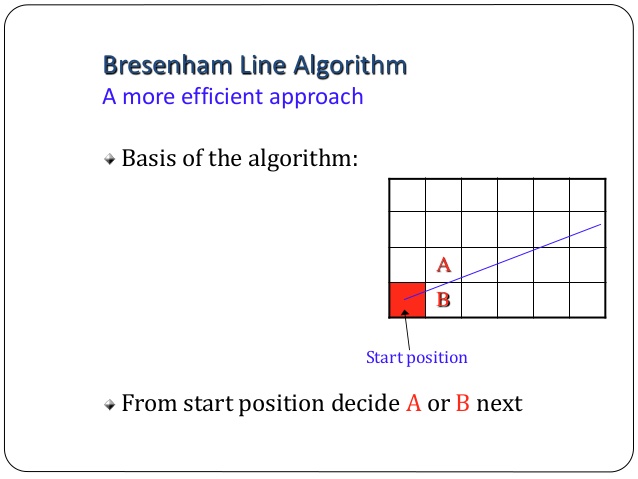 Bresenham Line Algorithm
A more efficient approach
Basis of the algorithm:
A
B
Start position
From start position decide A or B next